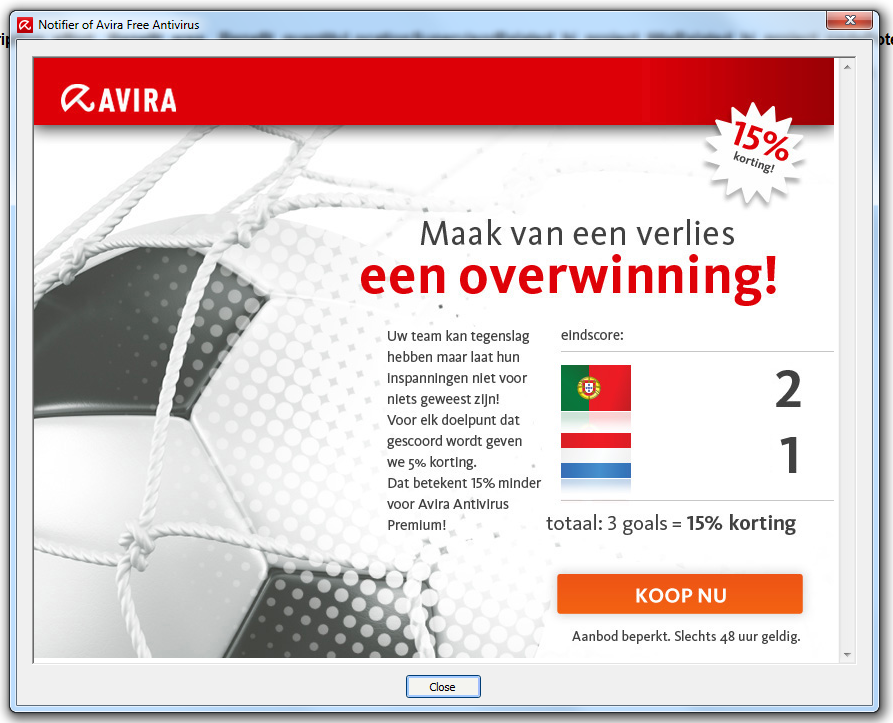 Notifier of Avira Free Antivirus
AVIRA
15%
korting!
Maak van een verlies
een overwinning!
Uw team kan tegenslag
hebben maar laat hun
inspanningen niet voor
niets geweest zijn!
Voor elk doelpunt dat
gescoord wordt geven
we 5% korting.
Dat betekent 15% minder
voor Avira Antivirus
Premium!
eindscore:
2
1
totaal: 3 goals = 15% korting
KOOP NU
Aanbod beperkt. Slechts 48 uur geldig.
Close